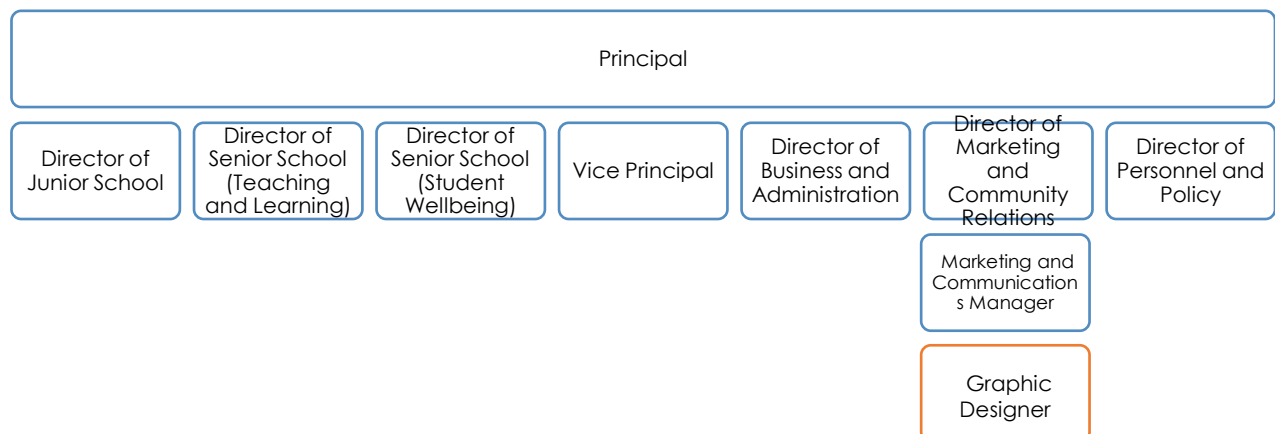 Principal
Director of
Junior School
Director of
Senior School
(Teaching
and Learning)
Director of
Senior School
(Student
Wellbeing)
Vice Principal
Director of
Business and
Administration
Director of
Marketing
and
Community
Relations
Director of
Personnel and
Policy
Marketing and
Communication
s Manager
Graphic
Designer